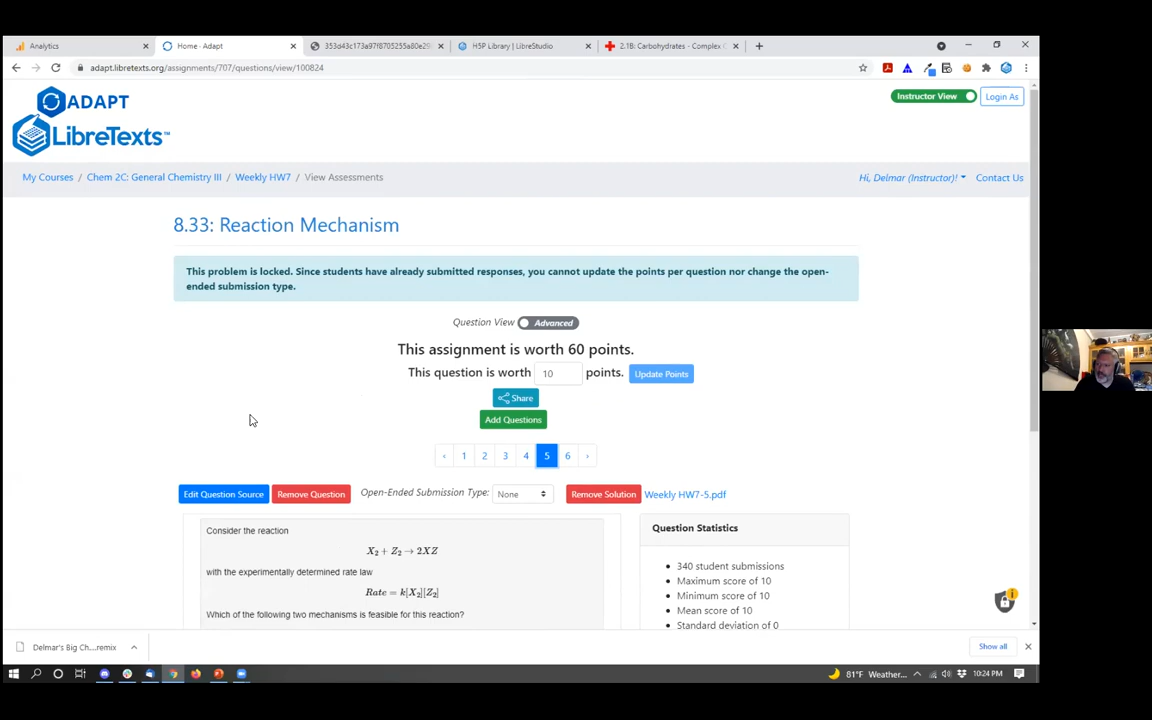 Analytics
Home - Adapt
353d43c173a97f8705255a80e29
H5P Library | LibreStudio
2.1B: Carbohydrates - Complex C
adapt.libretexts.org/assignments/707/questions/view/100824
ADAPT
LibreTexts™
Instructor View
Login As
My Courses / Chem 2C: General Chemistry III / Weekly HW7 / View Assessments
Hi, Delmar (Instructor)!
Contact Us
8.33: Reaction Mechanism
This problem is locked. Since students have already submitted responses, you cannot update the points per question nor change the open-
ended submission type.
Question View Advanced
This assignment is worth 60 points.
This question is worth 10 points. Update Points
Share
Add Questions
‹ 1 2 3 4 5 6 ›
Edit Question Source Remove Question Open-Ended Submission Type: None Remove Solution Weekly HW7-5.pdf
Consider the reaction
X₂ + Z₂ → 2XZ
with the experimentally determined rate law
Rate = k[X₂][Z₂]
Which of the following two mechanisms is feasible for this reaction?
Question Statistics
340 student submissions
Maximum score of 10
Minimum score of 10
Mean score of 10
Standard deviation of 0
Delmar's Big Ch....remix
Show all
81°F Weather...
10:24 PM